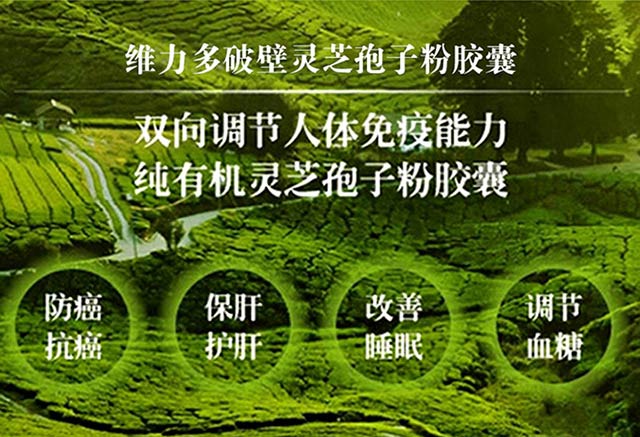 维力多破壁灵芝孢子粉胶囊
双向调节人体免疫能力
纯有机灵芝孢子粉胶囊
防癌
抗癌
保肝
护肝
改善
睡眠
调节
血糖